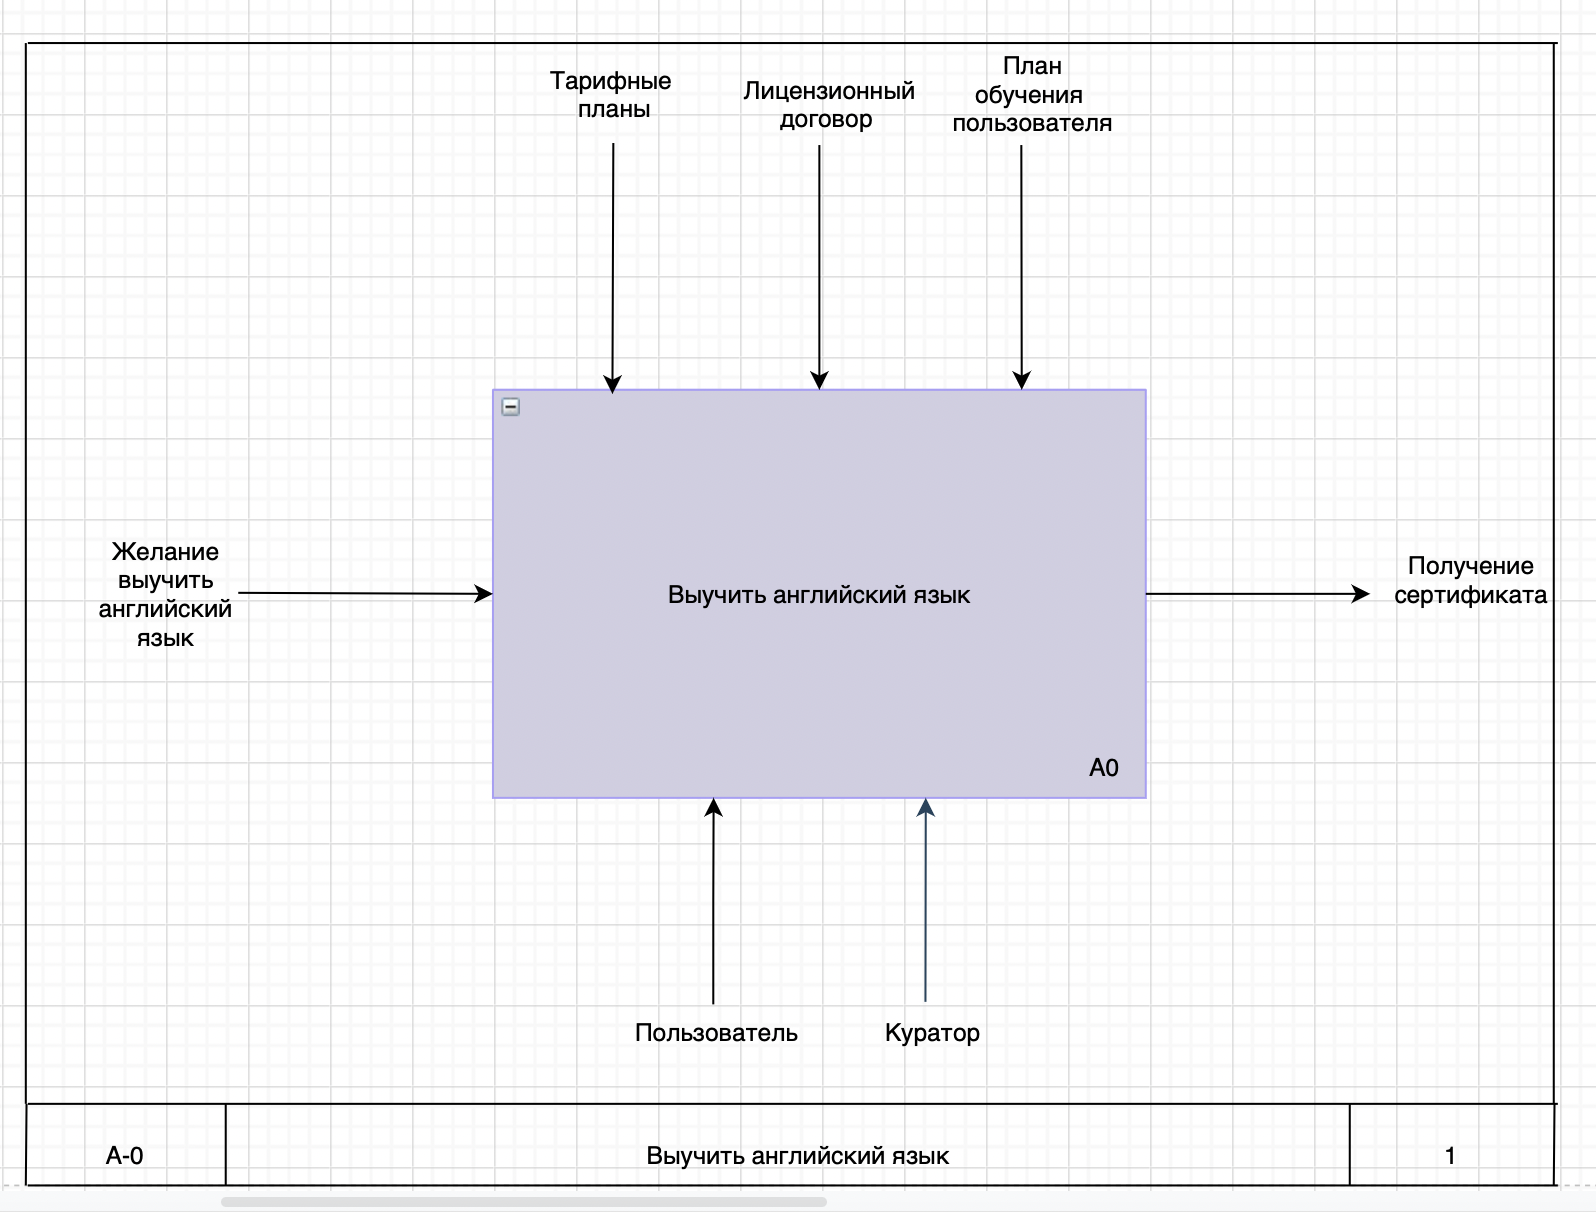 Тарифные
планы
Лицензионный
договор
План
обучения
пользователя
Желание
выучить
английский
язык
Выучить английский язык
A0
Получение
сертификата
Пользователь
Куратор
A-0
Выучить английский язык
1